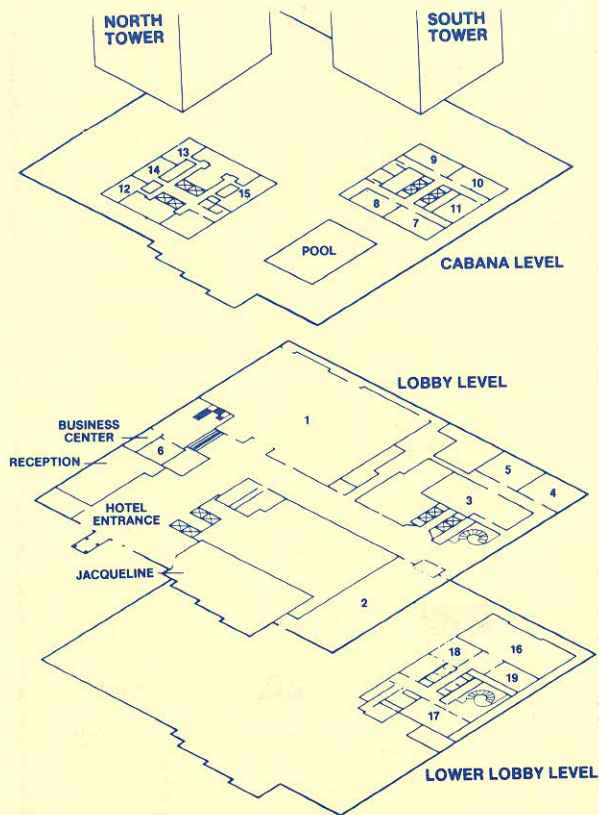 NORTH
TOWER
SOUTH
TOWER
13
14
12
15
9
10
8
11
7
POOL
CABANA LEVEL
LOBBY LEVEL
1
BUSINESS
CENTER
6
RECEPTION
5
4
3
HOTEL
ENTRANCE
JACQUELINE
2
18
16
19
17
LOWER LOBBY LEVEL